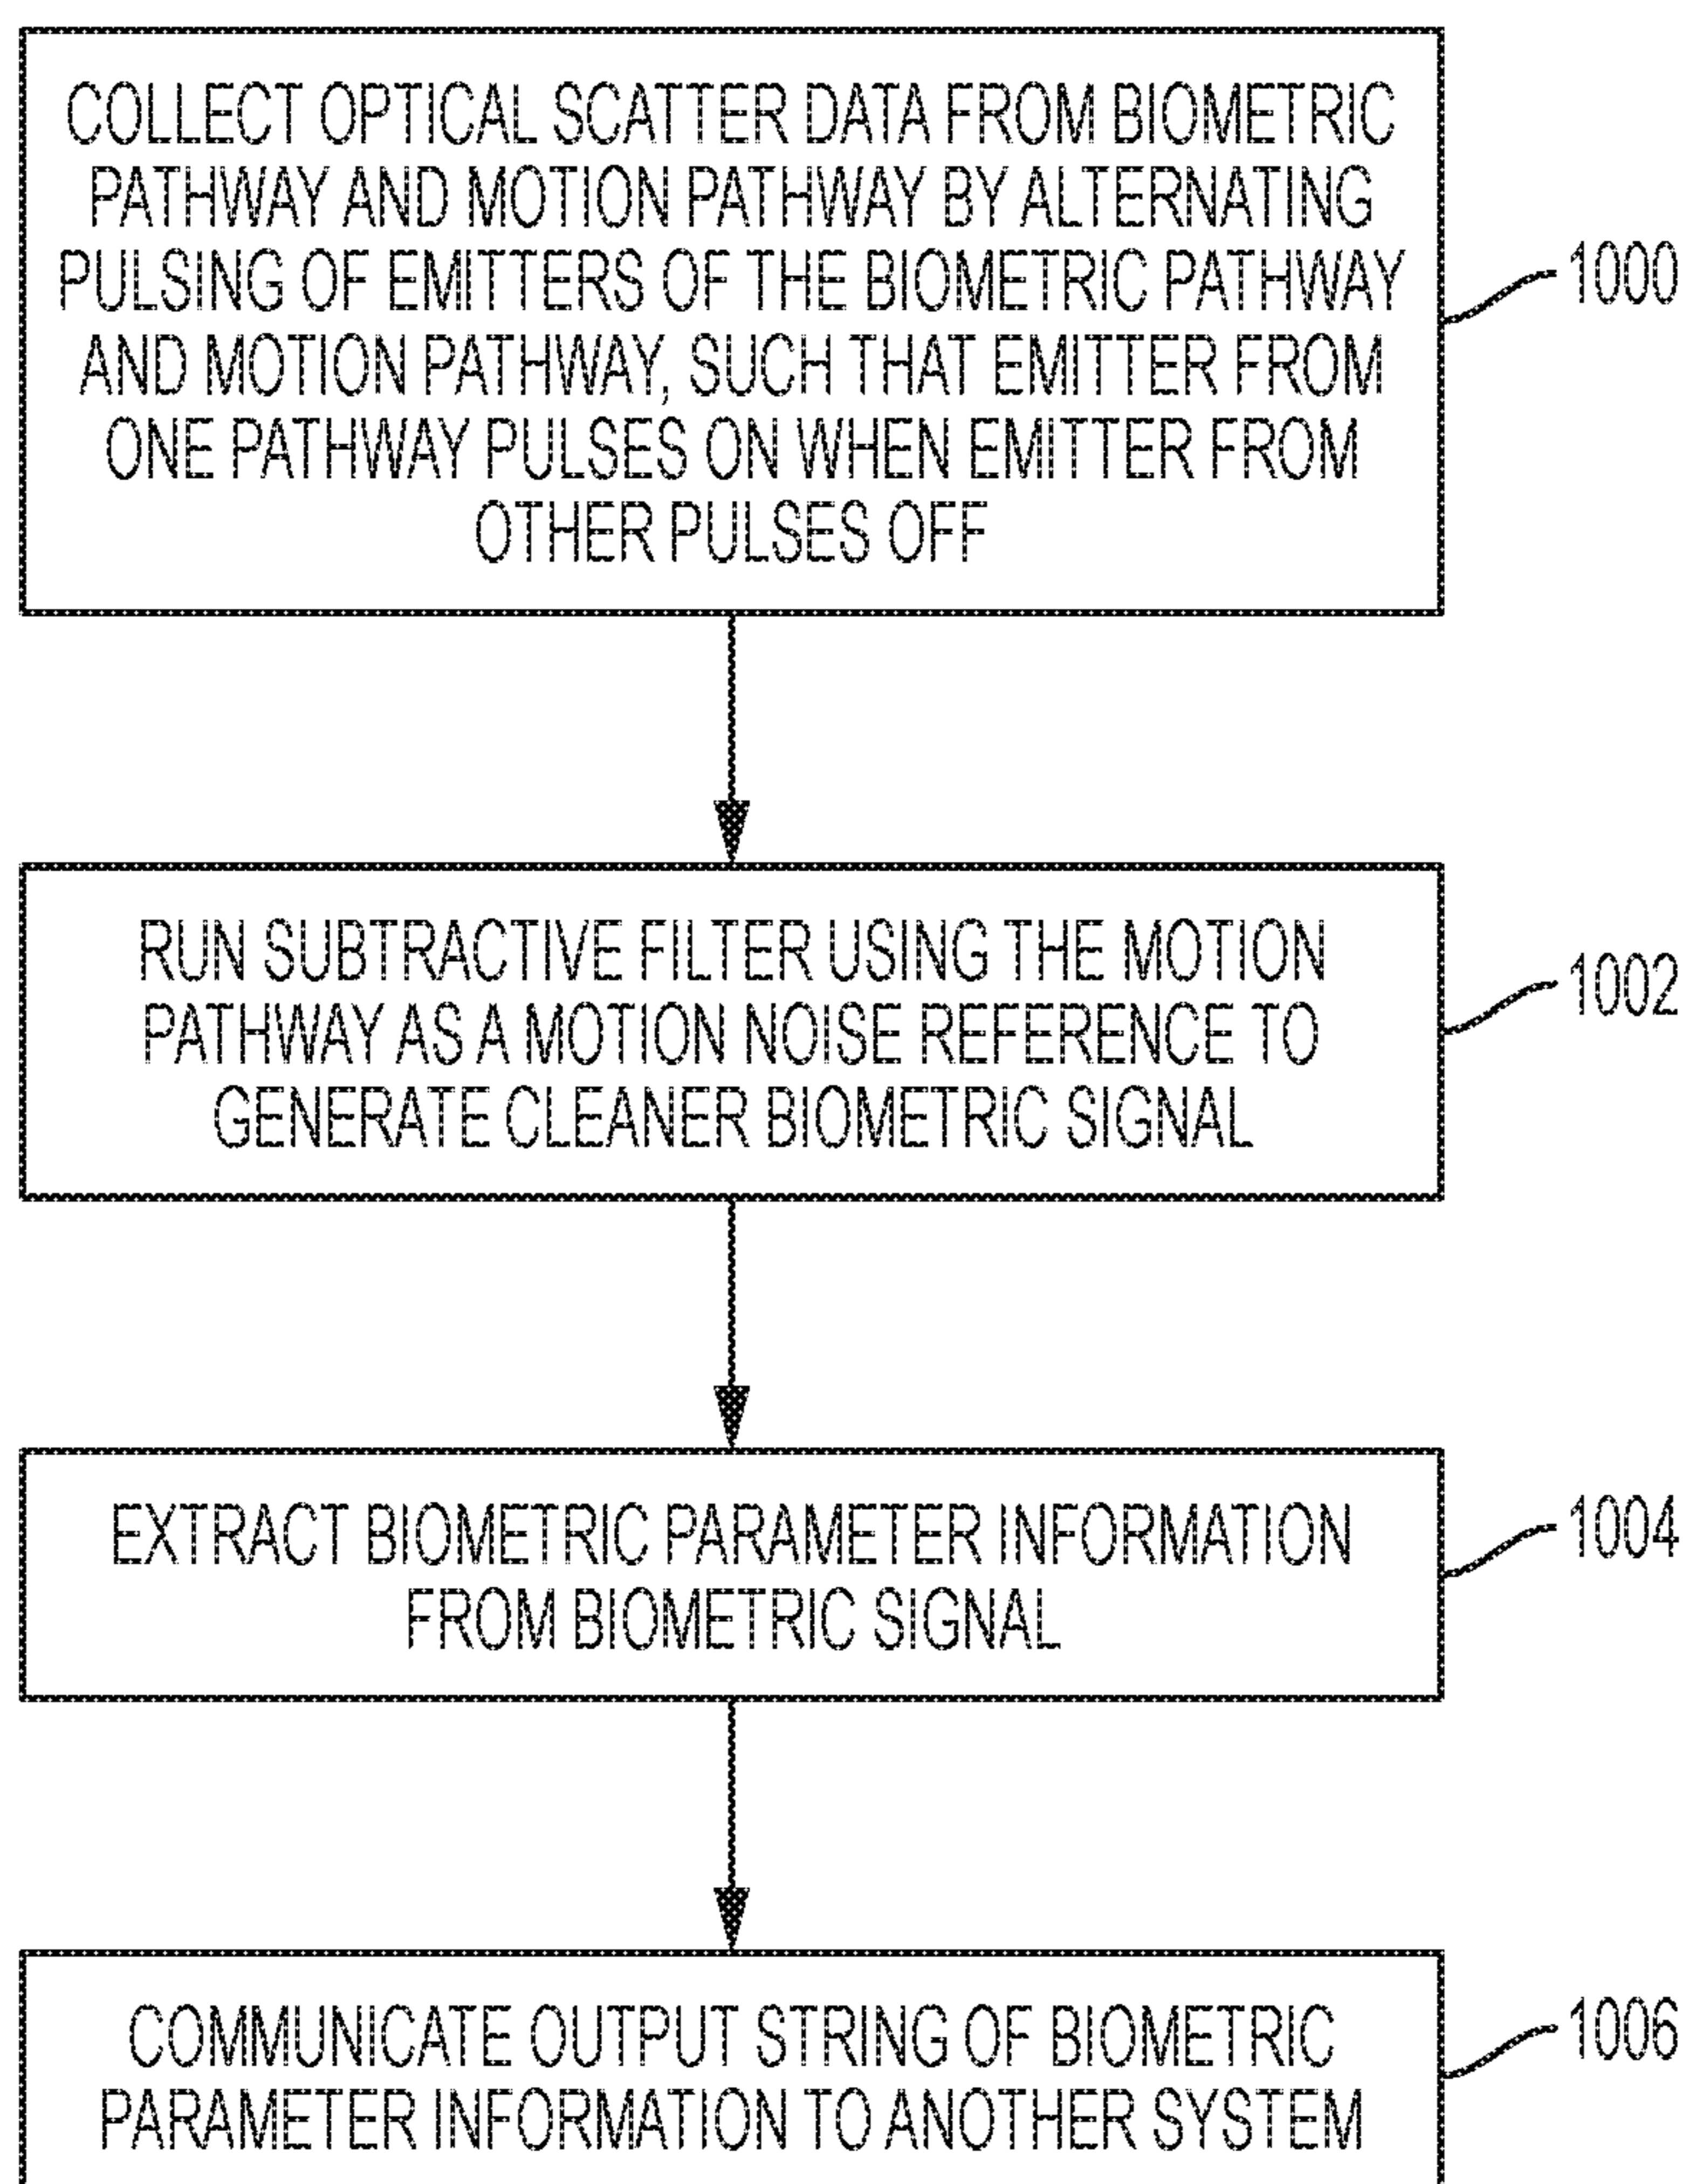 COLLECT OPTICAL SCATTER DATA FROM BIOMETRIC
PATHWAY AND MOTION PATHWAY BY ALTERNATING
PULSING OF EMITTERS OF THE BIOMETRIC PATHWAY
AND MOTION PATHWAY, SUCH THAT EMITTER FROM
ONE PATHWAY PULSES ON WHEN EMITTER FROM
OTHER PULSES OFF
1000
RUN SUBTRACTIVE FILTER USING THE MOTION
PATHWAY AS A MOTION NOISE REFERENCE TO
GENERATE CLEANER BIOMETRIC SIGNAL
1002
EXTRACT BIOMETRIC PARAMETER INFORMATION
FROM BIOMETRIC SIGNAL
1004
COMMUNICATE OUTPUT STRING OF BIOMETRIC
PARAMETER INFORMATION TO ANOTHER SYSTEM
1006